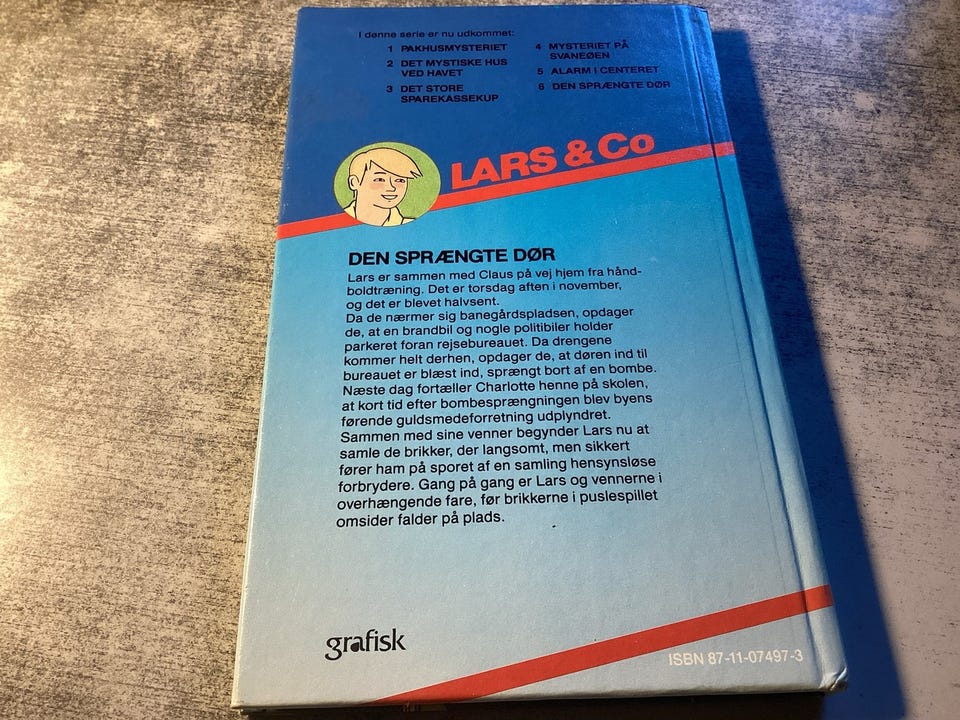 I denne serie er nu udkommet:
1 PAKHUSMYSTERIET
2 DET MYSTISKE HUS
VED HAVET
3 DET STORE
SPAREKASSEKUP
4 MYSTERIET PÅ
SVANEØEN
5 ALARM I CENTERET
6 DEN SPRÆNGTE DØR
LARS & Co
DEN SPRÆNGTE DØR
Lars er sammen med Claus på vej hjem fra hånd-
boldtræning. Det er torsdag aften i november,
og det er blevet halvsent.
Da de nærmer sig banegårdspladsen, opdager
de, at en brandbil og nogle politibiler holder
parkeret foran rejsebureauet. Da drengene
kommer helt derhen, opdager de, at døren ind til
bureauet er blæst ind, sprængt bort af en bombe.
Næste dag fortæller Charlotte henne på skolen,
at kort tid efter bombesprængningen blev byens
førende guldsmedeforretning udplyndret.
Sammen med sine venner begynder Lars nu at
samle de brikker, der langsomt, men sikkert
fører ham på sporet af en samling hensynsløse
forbrydere. Gang på gang er Lars og vennerne i
overhængende fare, før brikkerne i puslespillet
omsider falder på plads.
grafisk
ISBN 87-11-07497-3